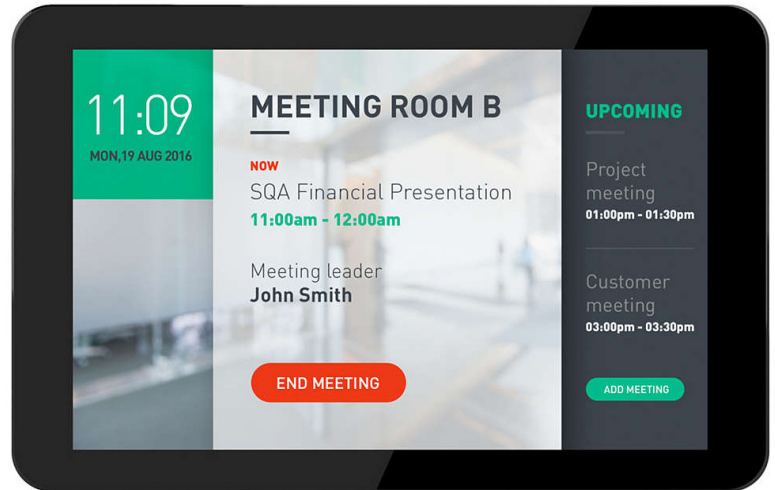 11:09
MON,19 AUG 2016
MEETING ROOM B
NOW
SQA Financial Presentation
11:00am - 12:00am
Meeting leader
John Smith
END MEETING
UPCOMING
Project
meeting
01:00pm - 01:30pm
Customer
meeting
03:00pm - 03:30pm
ADD MEETING